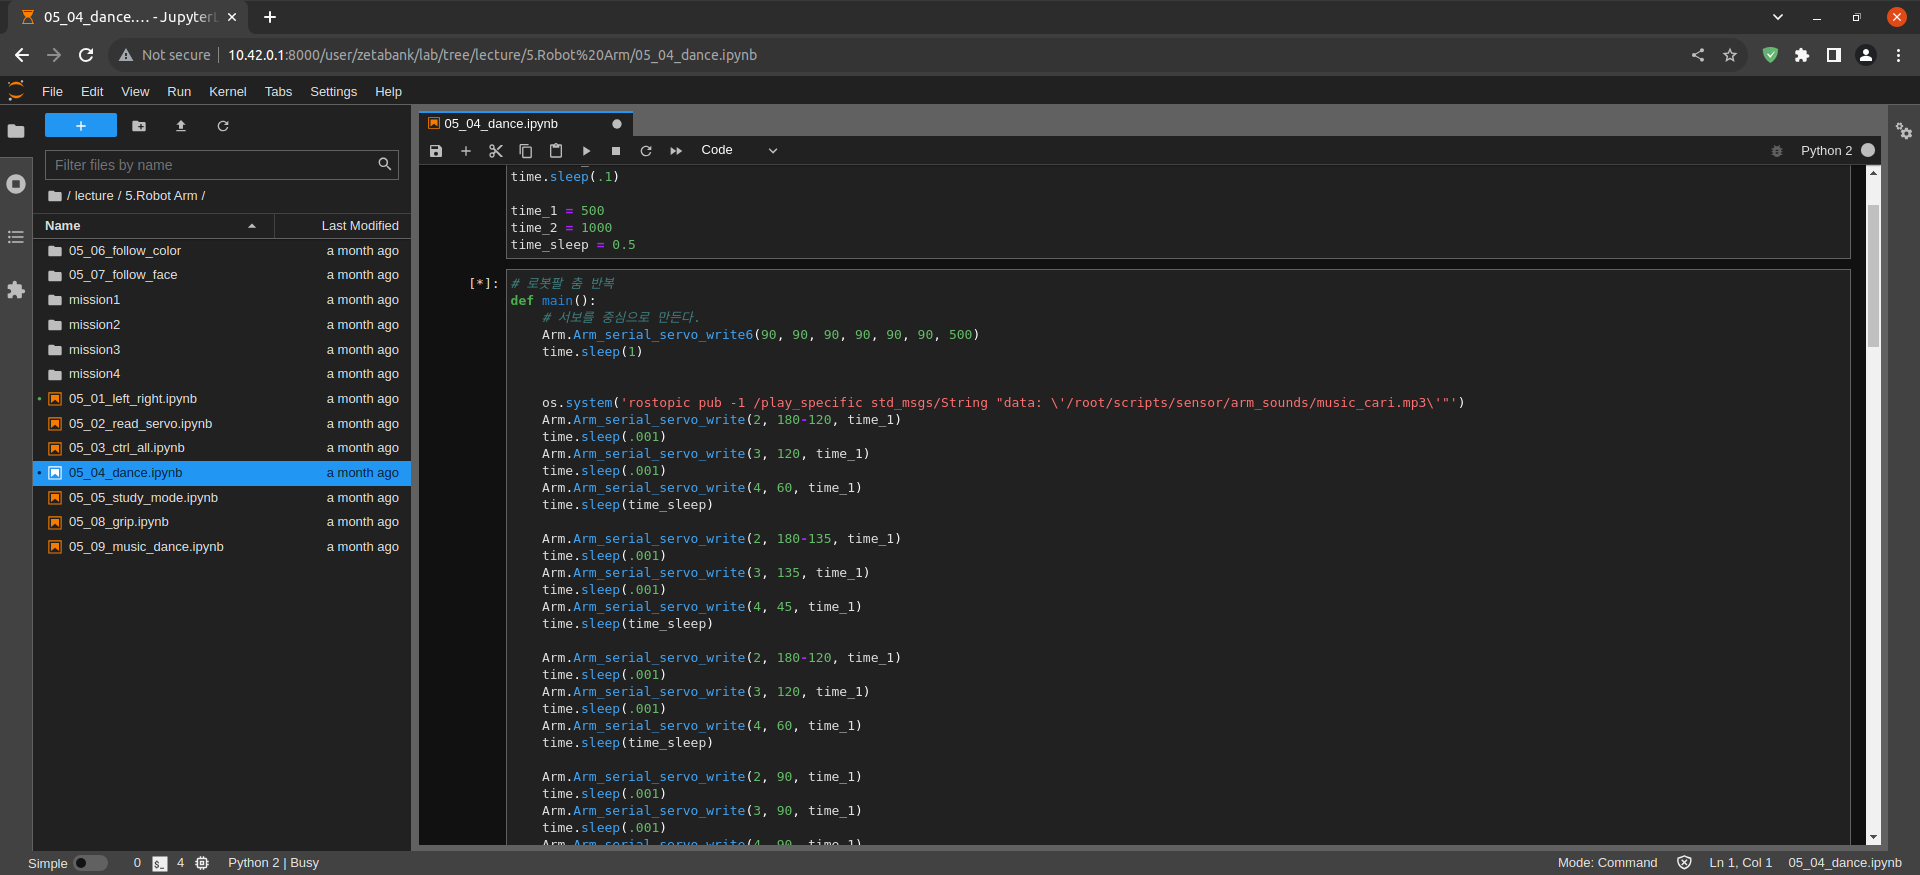 05_04_dance.... - JupyterL
Not secure 10.42.0.1:8000/user/zetabank/lab/tree/lecture/5.Robot%20Arm/05_04_dance.ipynb
File Edit View Run Kernel Tabs Settings Help
Filter files by name
/ lecture / 5.Robot Arm /
Name Last Modified
05_06_follow_color a month ago
05_07_follow_face a month ago
mission1 a month ago
mission2 a month ago
mission3 a month ago
mission4 a month ago
05_01_left_right.ipynb a month ago
05_02_read_servo.ipynb a month ago
05_03_ctrl_all.ipynb a month ago
05_04_dance.ipynb a month ago
05_05_study_mode.ipynb a month ago
05_08_grip.ipynb a month ago
05_09_music_dance.ipynb a month ago
05_04_dance.ipynb
Code
Python 2
time.sleep(.1)
time_1 = 500
time_2 = 1000
time_sleep = 0.5
[*]:
# 로봇팔 춤 반복
def main():
    # 서보를 중심으로 만든다.
    Arm.Arm_serial_servo_write6(90, 90, 90, 90, 90, 90, 500)
    time.sleep(1)
    os.system('rostopic pub -1 /play_specific std_msgs/String "data: \'/root/scripts/sensor/arm_sounds/music_cari.mp3\'"')
    Arm.Arm_serial_servo_write(2, 180-120, time_1)
    time.sleep(.001)
    Arm.Arm_serial_servo_write(3, 120, time_1)
    time.sleep(.001)
    Arm.Arm_serial_servo_write(4, 60, time_1)
    time.sleep(time_sleep)
    Arm.Arm_serial_servo_write(2, 180-135, time_1)
    time.sleep(.001)
    Arm.Arm_serial_servo_write(3, 135, time_1)
    time.sleep(.001)
    Arm.Arm_serial_servo_write(4, 45, time_1)
    time.sleep(time_sleep)
    Arm.Arm_serial_servo_write(2, 180-120, time_1)
    time.sleep(.001)
    Arm.Arm_serial_servo_write(3, 120, time_1)
    time.sleep(.001)
    Arm.Arm_serial_servo_write(4, 60, time_1)
    time.sleep(time_sleep)
    Arm.Arm_serial_servo_write(2, 90, time_1)
    time.sleep(.001)
    Arm.Arm_serial_servo_write(3, 90, time_1)
    time.sleep(.001)
    Arm.Arm_serial_servo_write(4, 90, time_1)
Simple 0 4 Python 2 | Busy Mode: Command Ln 1, Col 1 05_04_dance.ipynb